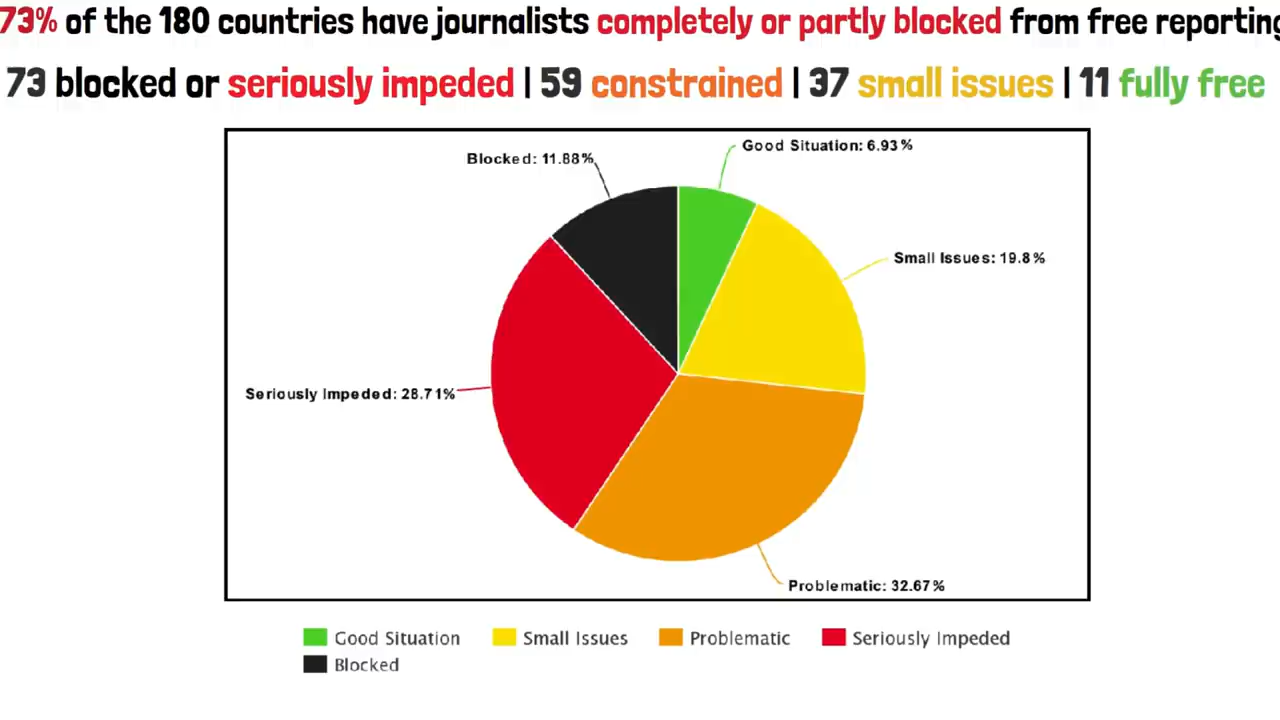 73% of the 180 countries have journalists completely or partly blocked from free reporting
73 blocked or seriously impeded | 59 constrained | 37 small issues | 11 fully free
Good Situation: 6.93%
Blocked: 11.88%
Small Issues: 19.8%
Seriously Impeded: 28.71%
Problematic: 32.67%
Good Situation Small Issues Problematic Seriously Impeded
Blocked